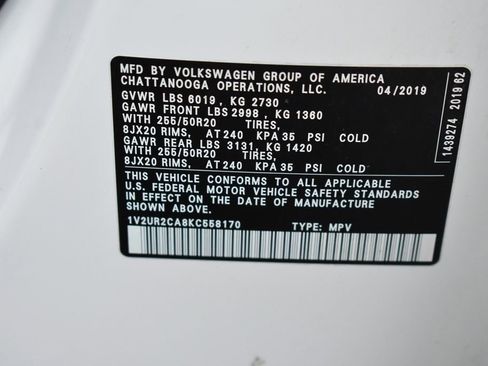 MFD BY VOLKSWAGEN GROUP OF AMERICA
CHATTANOOGA OPERATIONS, LLC. 04/2019
GVWR LBS 6019, KG 2730
GAWR FRONT LBS 2998, KG 1360
WITH 255/50R20 TIRES,
8JX20 RIMS, AT 240 KPA 35 PSI COLD
GAWR REAR LBS 3131, KG 1420
WITH 255/50R20 TIRES,
8JX20 RIMS, AT 240 KPA 35 PSI COLD
THIS VEHICLE CONFORMS TO ALL APPLICABLE
U.S. FEDERAL MOTOR VEHICLE SAFETY STANDARDS
IN EFFECT ON THE DATE OF MANUFACTURE
1V2UR2CA8KC558170 TYPE: MPV
1439274 2019 62